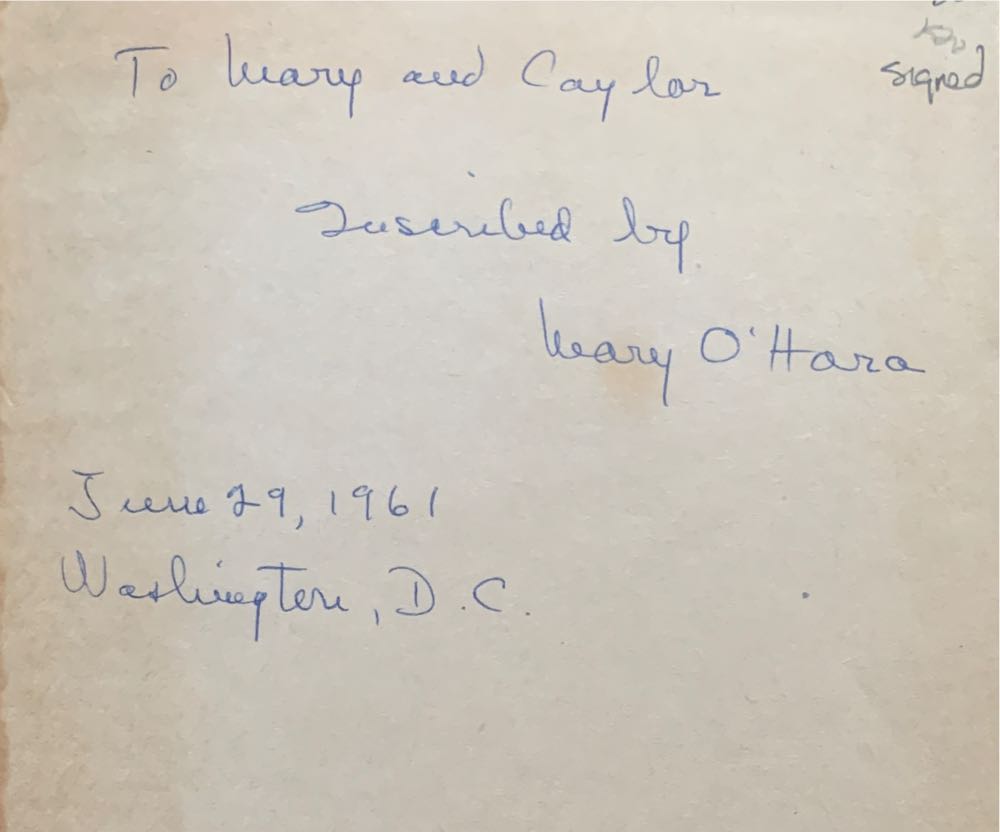 To Mary and Caylor
signed
Inscribed by
Mary O'Hara
June 29, 1961
Washington, D.C.